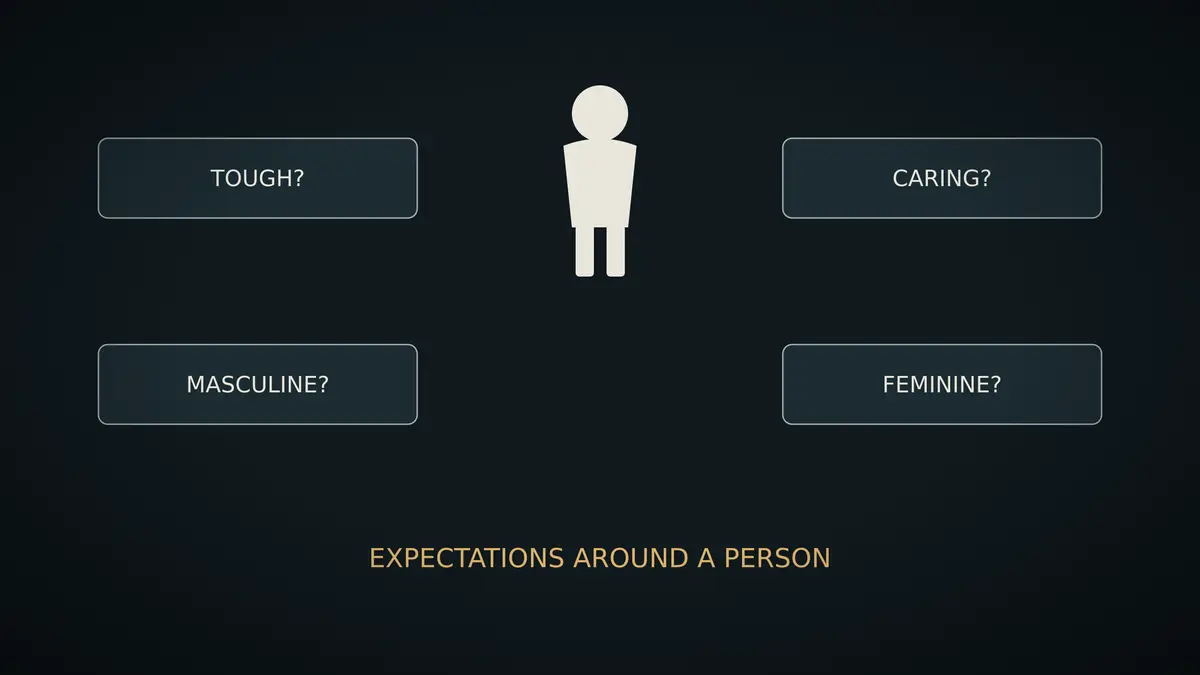 TOUGH?
CARING?
MASCULINE?
FEMININE?
EXPECTATIONS AROUND A PERSON